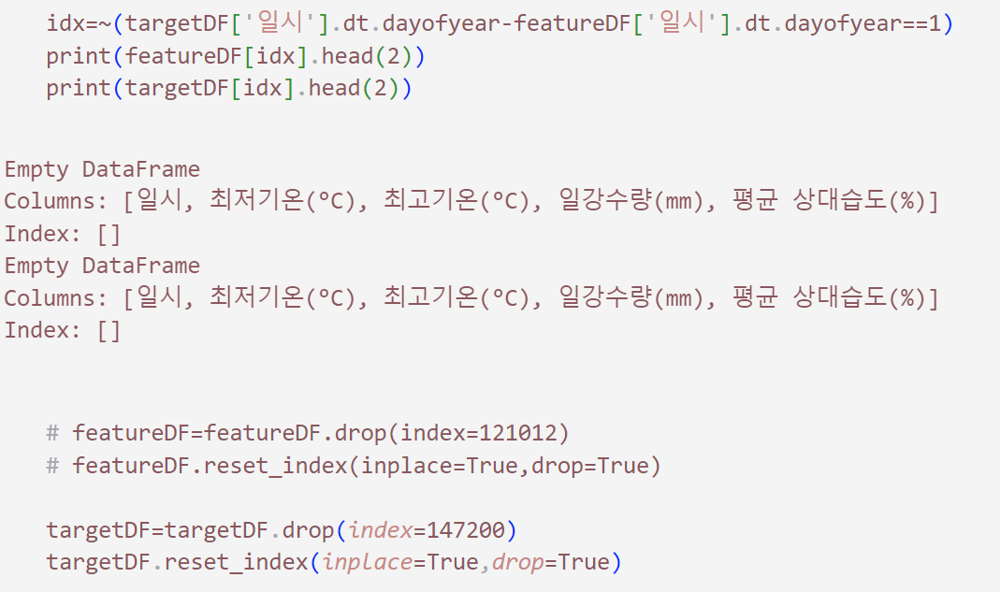 idx=~(targetDF['일시'].dt.dayofyear-featureDF['일시'].dt.dayofyear==1)
print(featureDF[idx].head(2))
print(targetDF[idx].head(2))
Empty DataFrame
Columns: [일시, 최저기온(°C), 최고기온(°C), 일강수량(mm), 평균 상대습도(%)]
Index: []
Empty DataFrame
Columns: [일시, 최저기온(°C), 최고기온(°C), 일강수량(mm), 평균 상대습도(%)]
Index: []
# featureDF=featureDF.drop(index=121012)
# featureDF.reset_index(inplace=True,drop=True)
targetDF=targetDF.drop(index=147200)
targetDF.reset_index(inplace=True,drop=True)